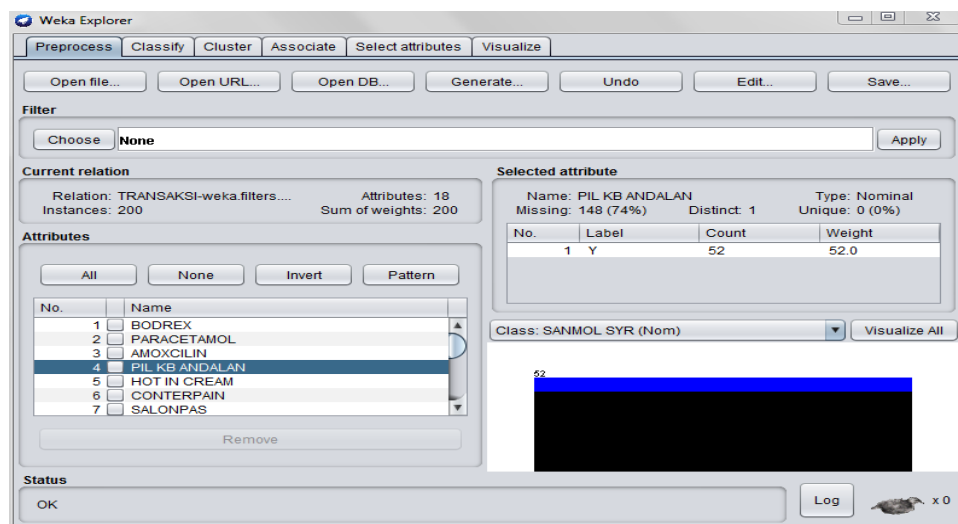 Weka Explorer
Preprocess Classify Cluster Associate Select attributes Visualize
Open file... Open URL... Open DB... Generate... Undo Edit... Save...
Filter
Choose None Apply
Current relation
Relation: TRANSAKSI-weka.filters.... Attributes: 18
Instances: 200 Sum of weights: 200
Attributes
All None Invert Pattern
No. Name
1 BODREX
2 PARACETAMOL
3 AMOXCILIN
4 PIL KB ANDALAN
5 HOT IN CREAM
6 CONTERPAIN
7 SALONPAS
Remove
Selected attribute
Name: PIL KB ANDALAN Type: Nominal
Missing: 148 (74%) Distinct: 1 Unique: 0 (0%)
No. Label Count Weight
1 Y 52 52.0
Class: SANMOL SYR (Nom) Visualize All
52
Status
OK Log x 0